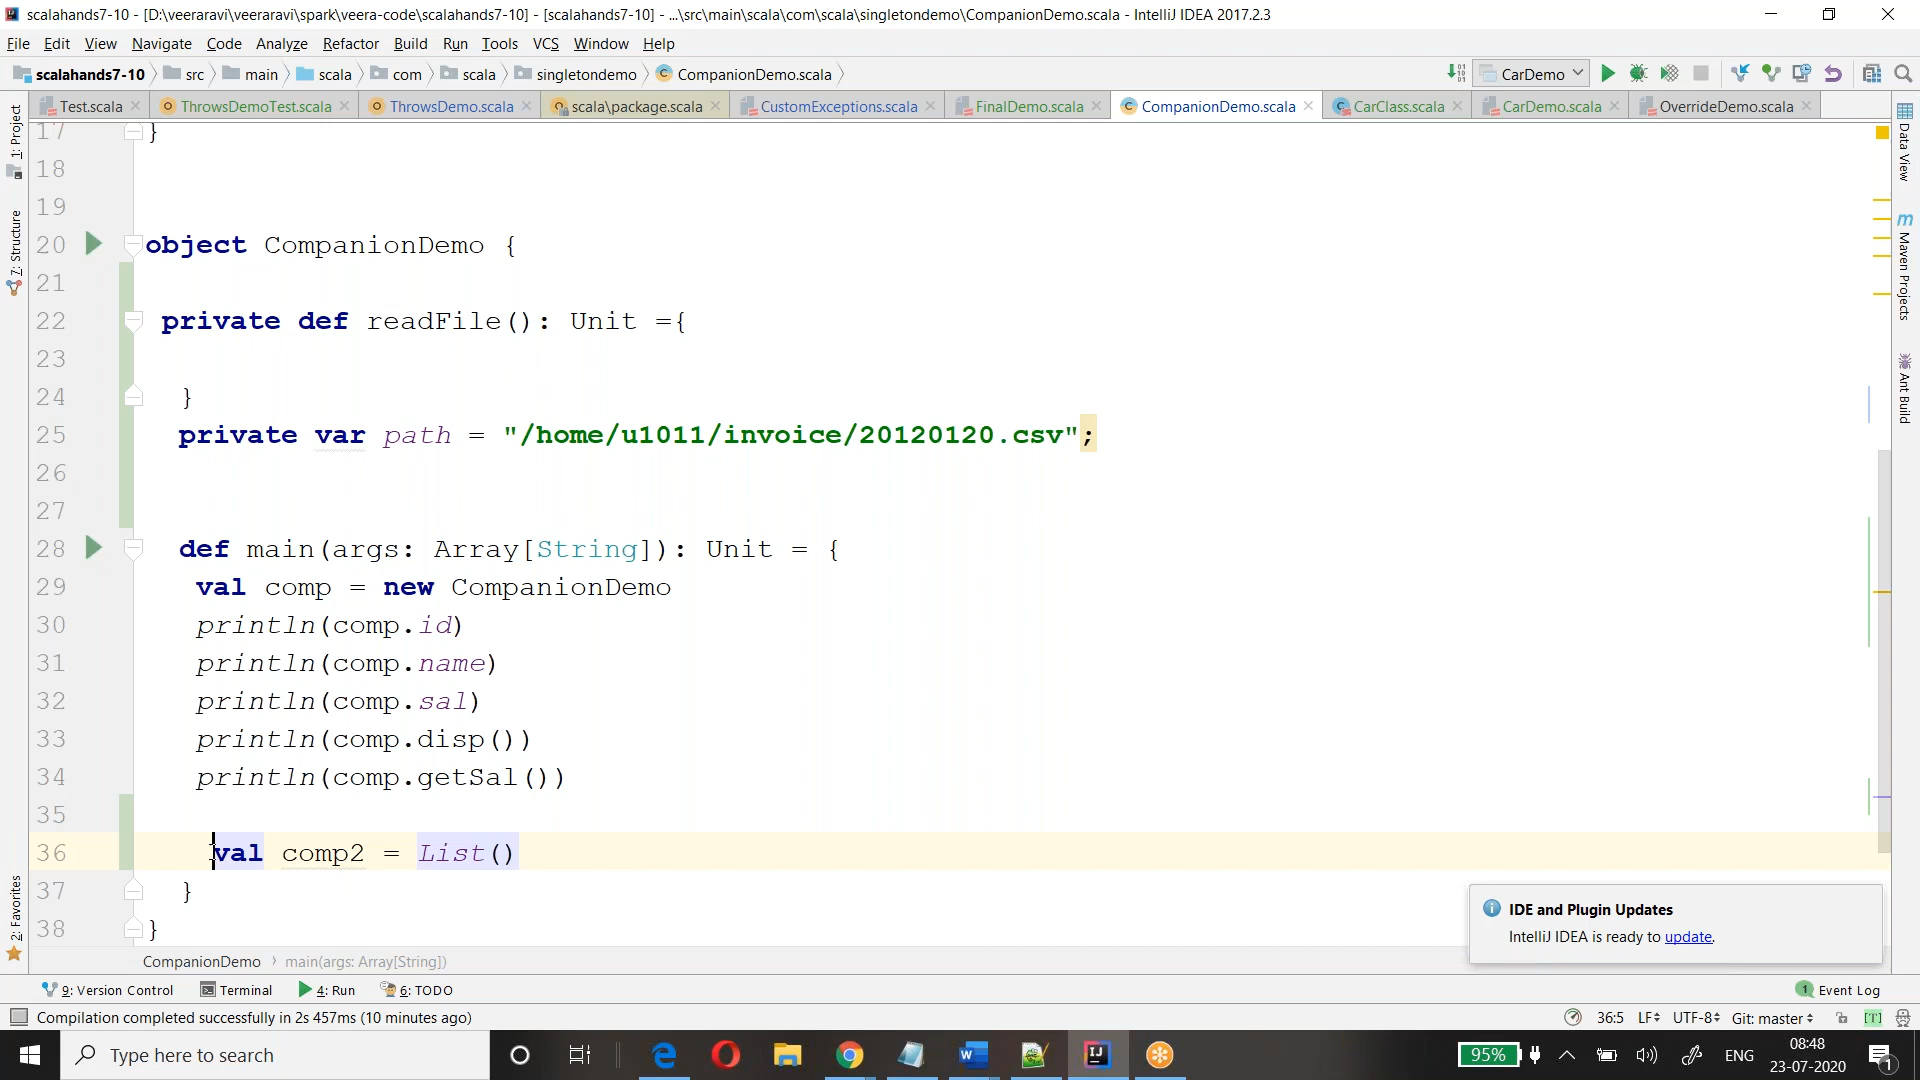 scalahands7-10 - [D:\veeraravi\veeraravi\spark\veera-code\scalahands7-10] - [scalahands7-10] - ...\src\main\scala\com\scala\singletondemo\CompanionDemo.scala - IntelliJ IDEA 2017.2.3
File Edit View Navigate Code Analyze Refactor Build Run Tools VCS Window Help
scalahands7-10 src main scala com scala singletondemo CompanionDemo.scala CarDemo
Test.scala ThrowsDemoTest.scala ThrowsDemo.scala scala\package.scala CustomExceptions.scala FinalDemo.scala CompanionDemo.scala CarClass.scala CarDemo.scala OverrideDemo.scala
1: Project
7: Structure
2: Favorites
17 }
18
19
20 object CompanionDemo {
21
22 private def readFile(): Unit ={
23
24 }
25 private var path = "/home/u1011/invoice/20120120.csv";
26
27
28 def main(args: Array[String]): Unit = {
29 val comp = new CompanionDemo
30 println(comp.id)
31 println(comp.name)
32 println(comp.sal)
33 println(comp.disp())
34 println(comp.getSal())
35
36 val comp2 = List()
37 }
38 }
Data View
Maven Projects
Ant Build
IDE and Plugin Updates
IntelliJ IDEA is ready to update.
CompanionDemo main(args: Array[String])
9: Version Control Terminal 4: Run 6: TODO 1 Event Log
Compilation completed successfully in 2s 457ms (10 minutes ago) 36:5 LF UTF-8 Git: master [T]
Type here to search 95% ENG 08:48
23-07-2020 1